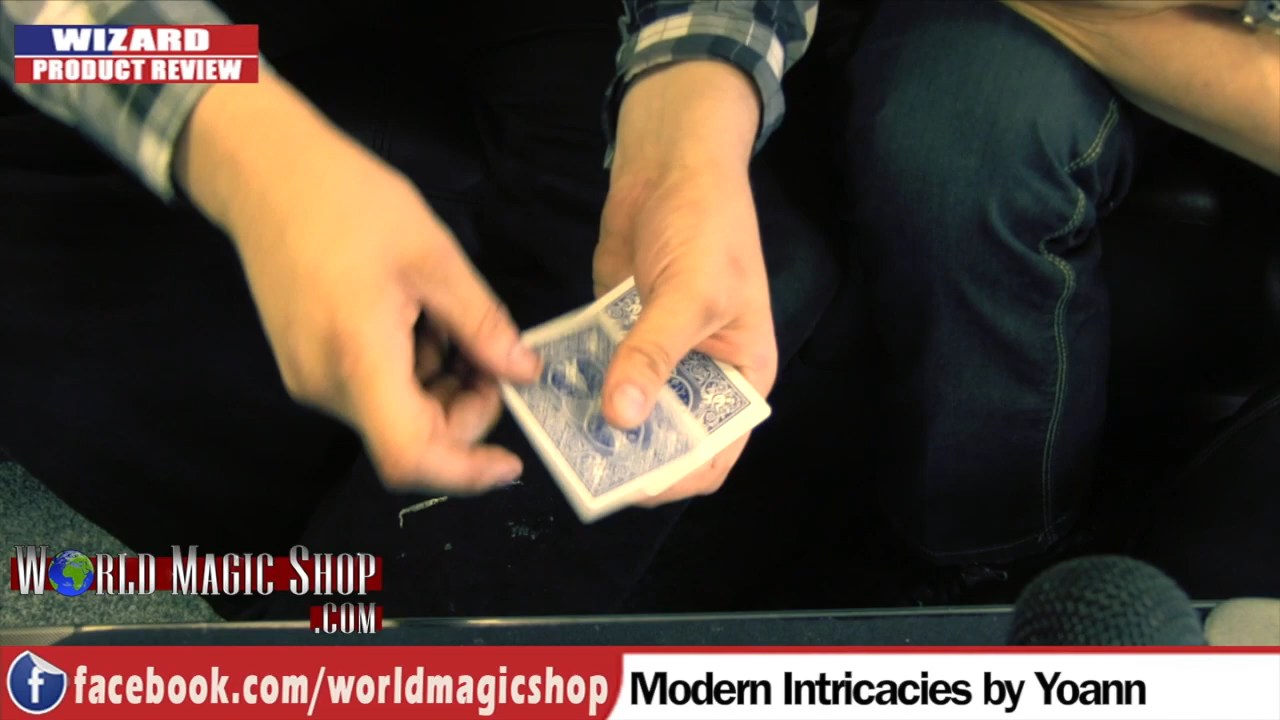 WIZARD
PRODUCT REVIEW
WORLD MAGIC SHOP
.COM
facebook.com/worldmagicshop
Modern Intricacies by Yoann